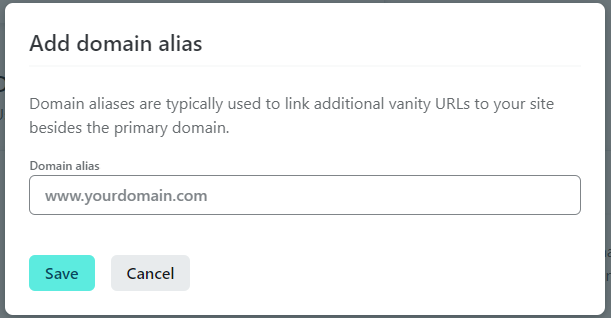 Add domain alias
Domain aliases are typically used to link additional vanity URLs to your site
besides the primary domain.
Domain alias
www.yourdomain.com
Save Cancel